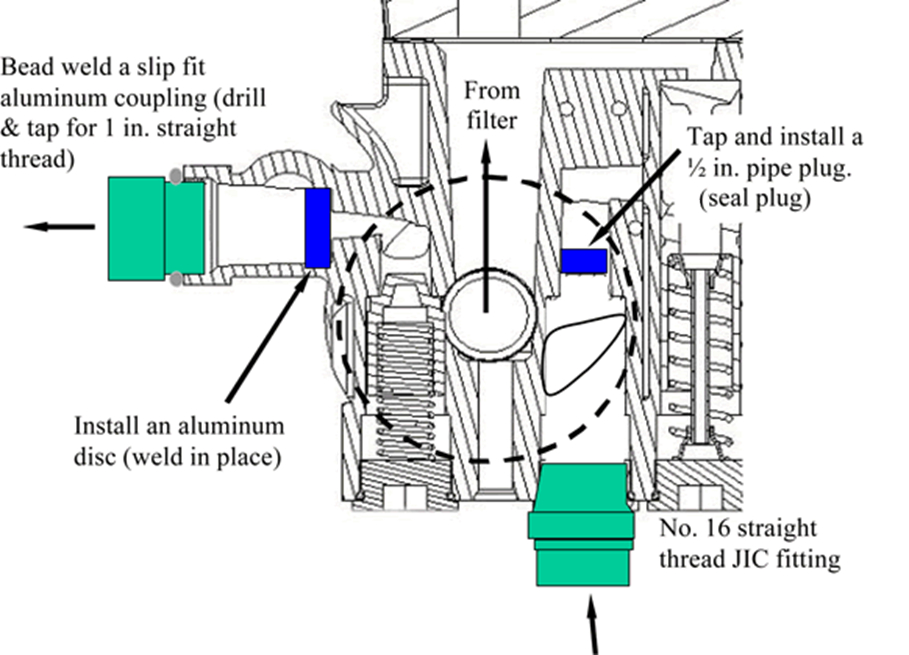 Bead weld a slip fit
aluminum coupling (drill
& tap for 1 in. straight
thread)
From
filter
Tap and install a
½ in. pipe plug.
(seal plug)
Install an aluminum
disc (weld in place)
No. 16 straight
thread JIC fitting